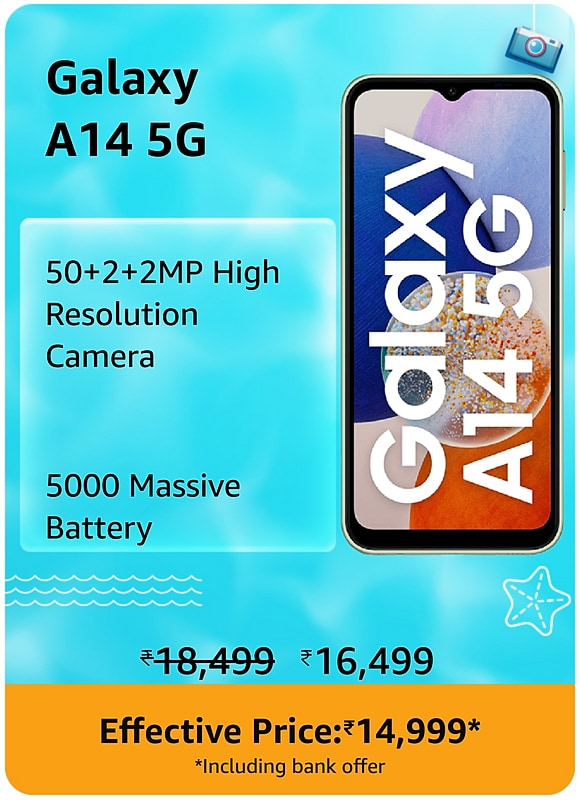 Galaxy
A14 5G
50+2+2MP High
Resolution
Camera
5000 Massive
Battery
Galaxy
A14 5G
₹18,499 ₹16,499
Effective Price:₹14,999*
*Including bank offer